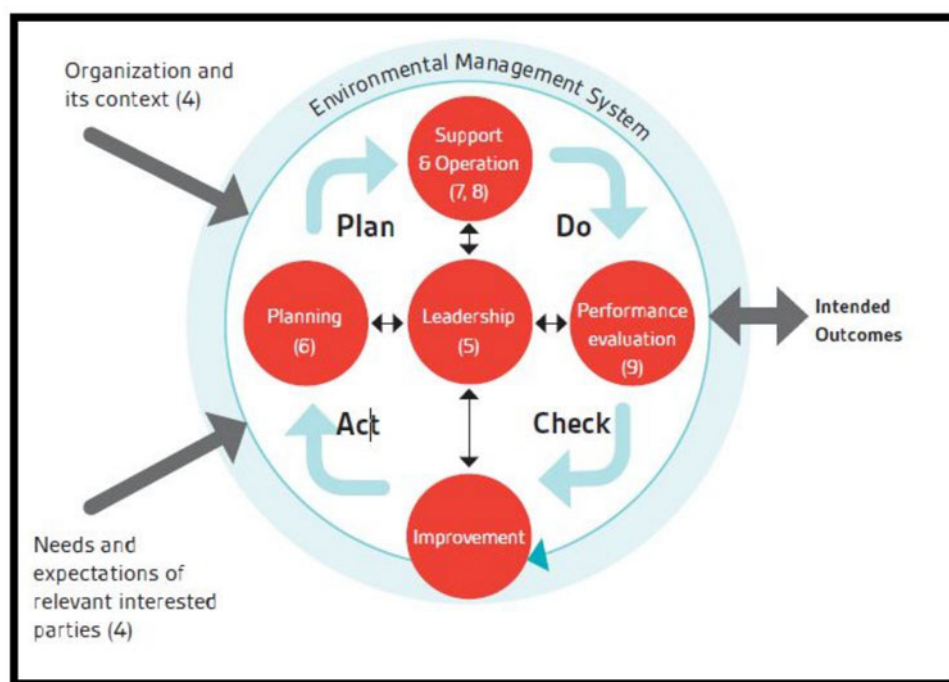 Environmental Management System
Organization and
its context (4)
Support
& Operation
(7, 8)
Plan
Do
Planning
(6)
Leadership
(5)
Performance
evaluation
(9)
Intended
Outcomes
Act
Check
Improvement
Needs and
expectations of
relevant interested
parties (4)